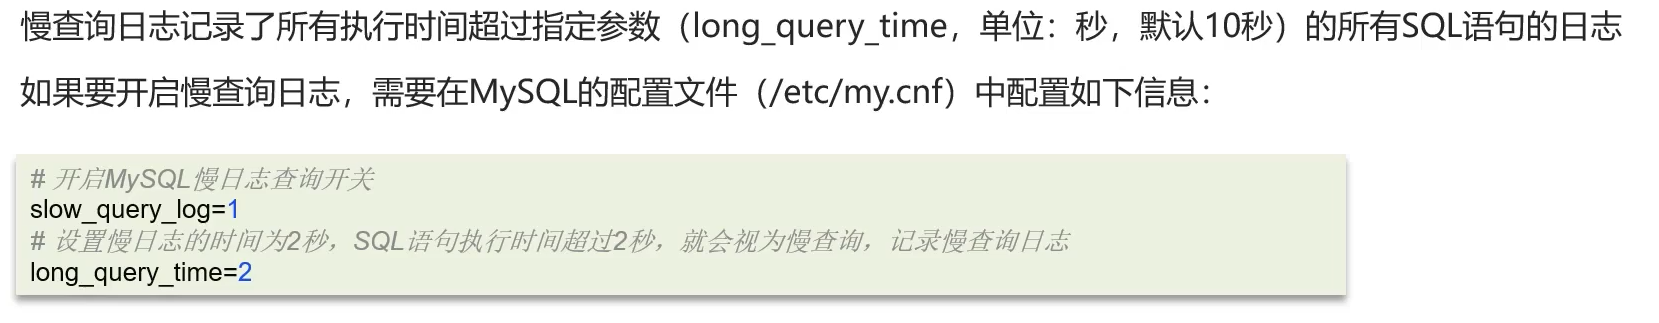 慢查询日志记录了所有执行时间超过指定参数（long_query_time，单位：秒，默认10秒）的所有SQL语句的日志
如果要开启慢查询日志，需要在MySQL的配置文件（/etc/my.cnf）中配置如下信息：
# 开启MySQL慢日志查询开关
slow_query_log=1
# 设置慢日志的时间为2秒，SQL语句执行时间超过2秒，就会视为慢查询，记录慢查询日志
long_query_time=2